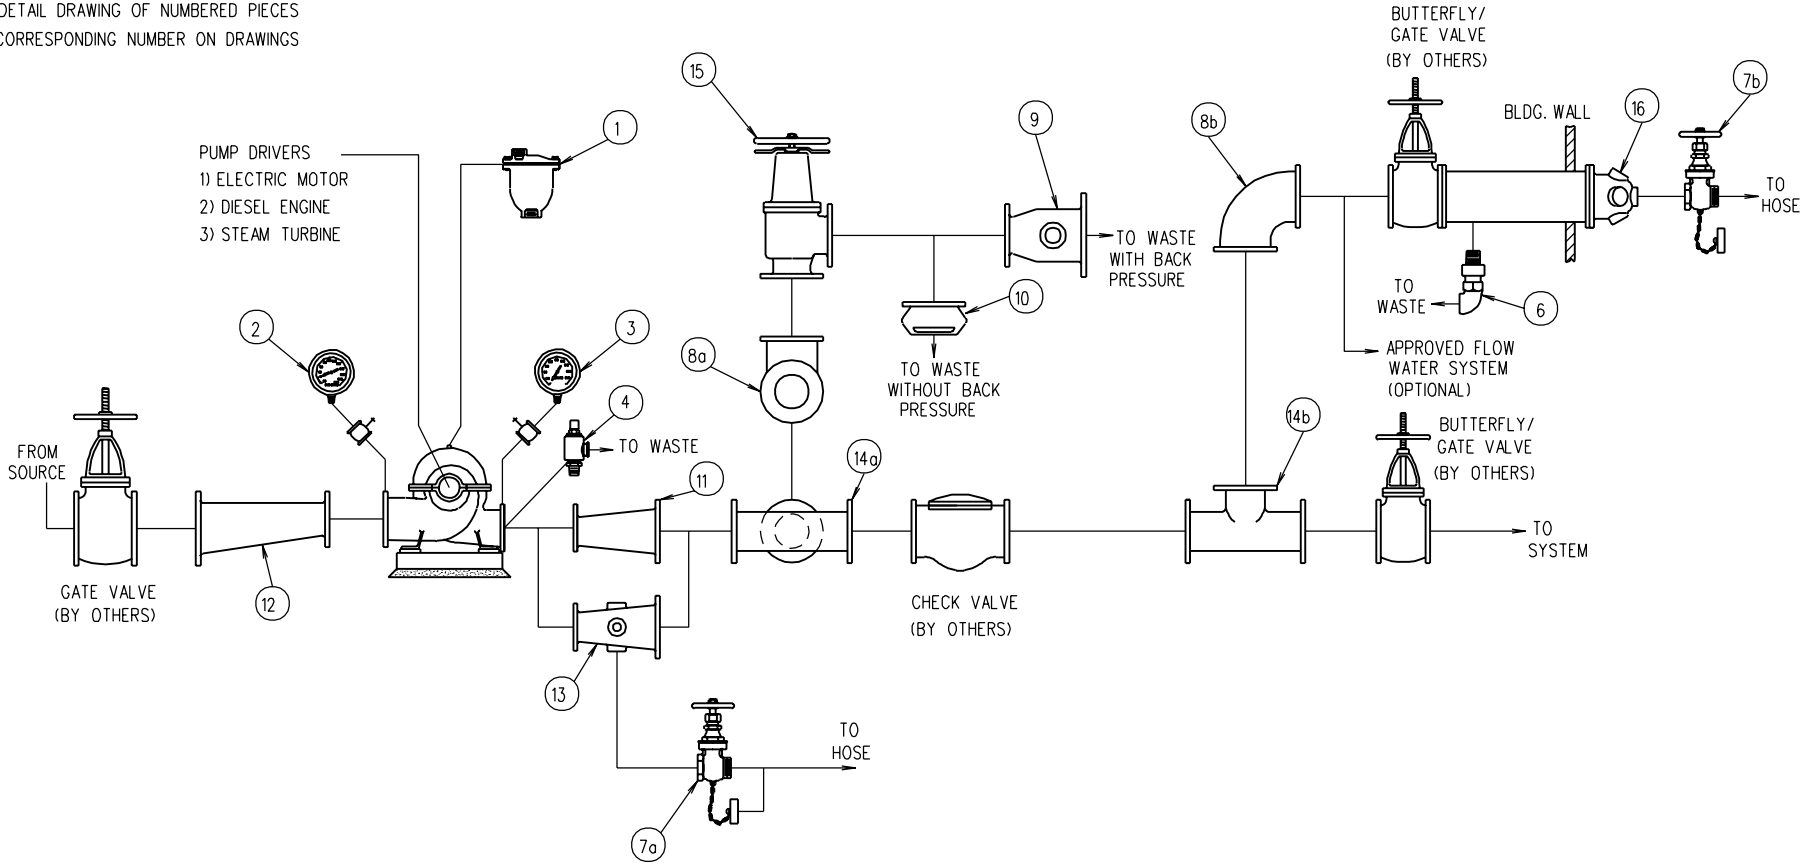 DETAIL DRAWING OF NUMBERED PIECES
CORRESPONDING NUMBER ON DRAWINGS
BUTTERFLY/
GATE VALVE
(BY OTHERS)
15
1
9
8b
BLDG. WALL
16
7b
PUMP DRIVERS
1) ELECTRIC MOTOR
2) DIESEL ENGINE
3) STEAM TURBINE
TO
HOSE
TO WASTE
WITH BACK
PRESSURE
10
TO
WASTE
6
2
3
8a
TO WASTE
WITHOUT BACK
PRESSURE
APPROVED FLOW
WATER SYSTEM
(OPTIONAL)
4
TO WASTE
14b
BUTTERFLY/
GATE VALVE
(BY OTHERS)
FROM
SOURCE
11
14a
TO
SYSTEM
GATE VALVE
(BY OTHERS)
12
CHECK VALVE
(BY OTHERS)
13
TO
HOSE
7a